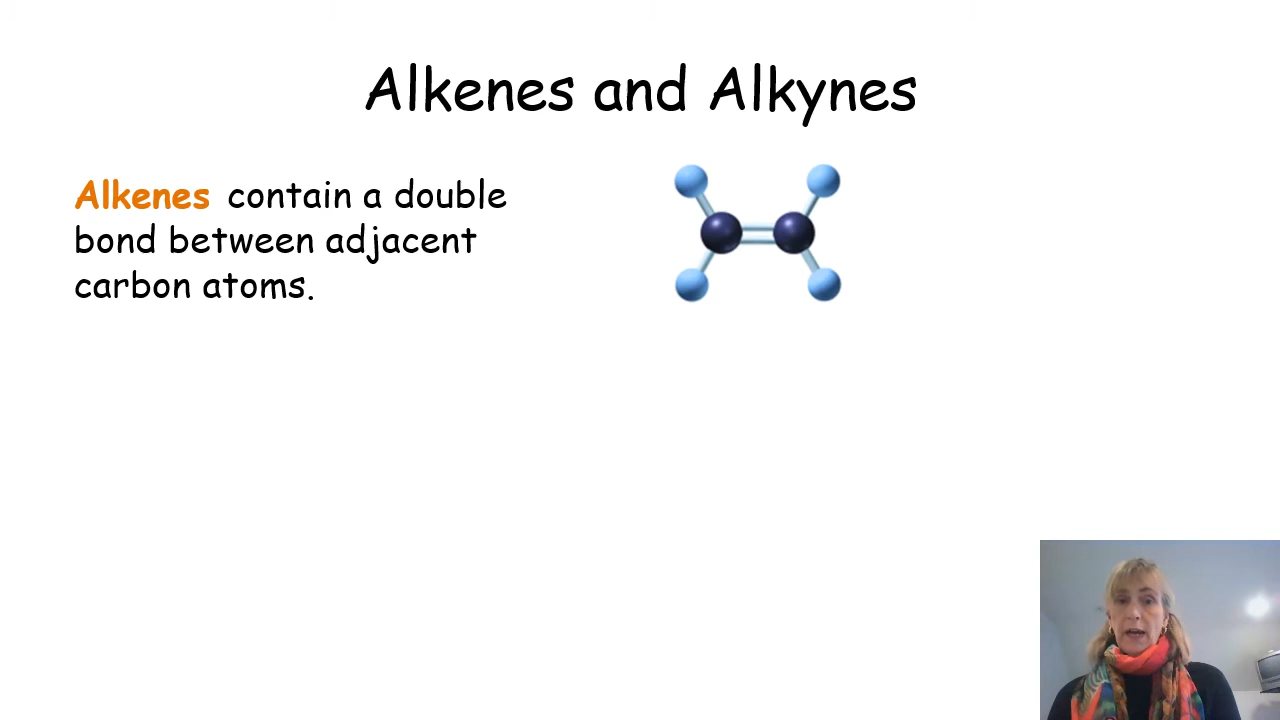 Alkenes and Alkynes
Alkenes contain a double
bond between adjacent
carbon atoms.